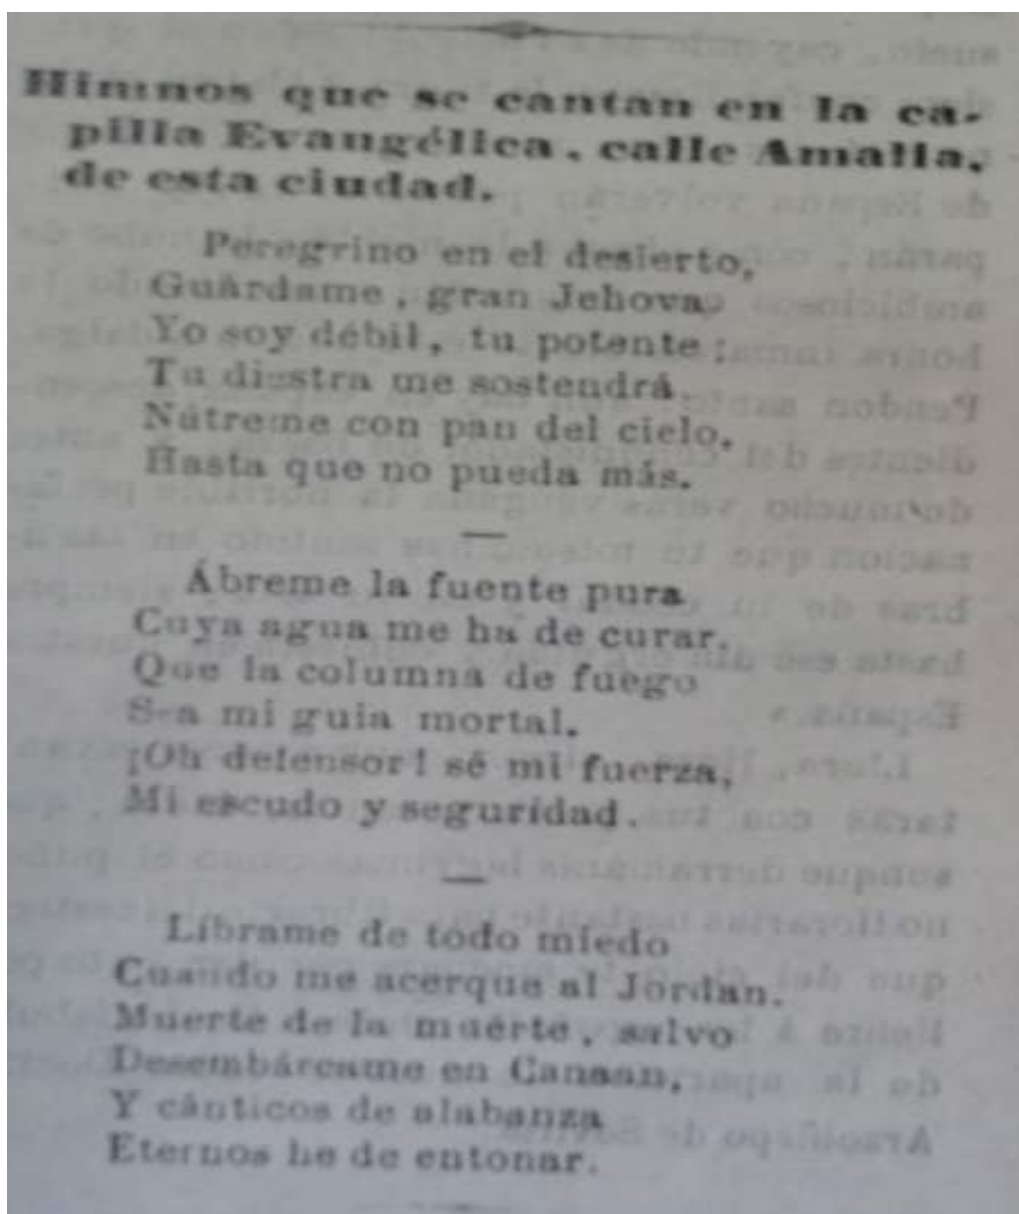 Himnos que se cantan en la ca-
pilla Evangélica, calle Amalia,
de esta ciudad.
Peregrino en el desierto,
Guárdame, gran Jehova
Yo soy débil, tu potente;
Tu diestra me sostendrá.
Nútreme con pan del cielo,
Hasta que no pueda más.
—
Ábreme la fuente pura
Cuya agua me ha de curar.
Que la columna de fuego
Sea mi guia mortal.
¡Oh defensor! sé mi fuerza,
Mi escudo y seguridad.
—
Líbrame de todo miedo
Cuando me acerque al Jordan.
Muerte de la muérte, salvo
Desembárcame en Canaan,
Y cánticos de alabanza
Eternos he de entonar.